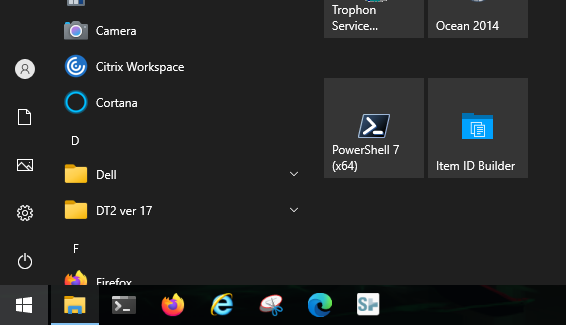 Camera
Citrix Workspace
Cortana
D
Dell
DT2 ver 17
F
Firefox
Trophon
Service...
Ocean 2014
PowerShell 7
(x64)
Item ID Builder